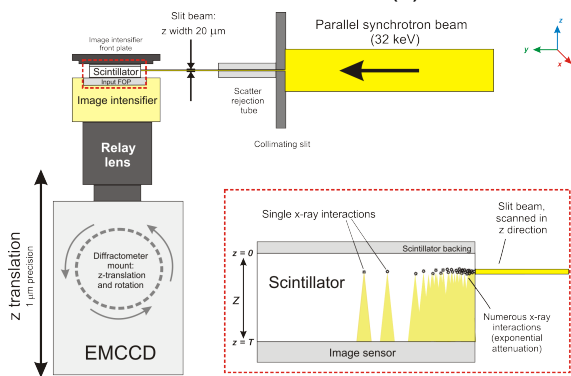 Slit beam:
z width 20 µm
Parallel synchrotron beam
(32 keV)
z
y
x
Image intensifier
front plate
Scintillator
Input FOP
Image intensifier
Scatter
rejection
tube
Collimating slit
Relay
lens
z translation
1 µm precision
Diffractometer
mount:
z-translation
and rotation
EMCCD
Single x-ray interactions
Slit beam,
scanned in
z direction
z = 0
Scintillator backing
Scintillator
Z
z = T
Image sensor
Numerous x-ray
interactions
(exponential
attenuation)